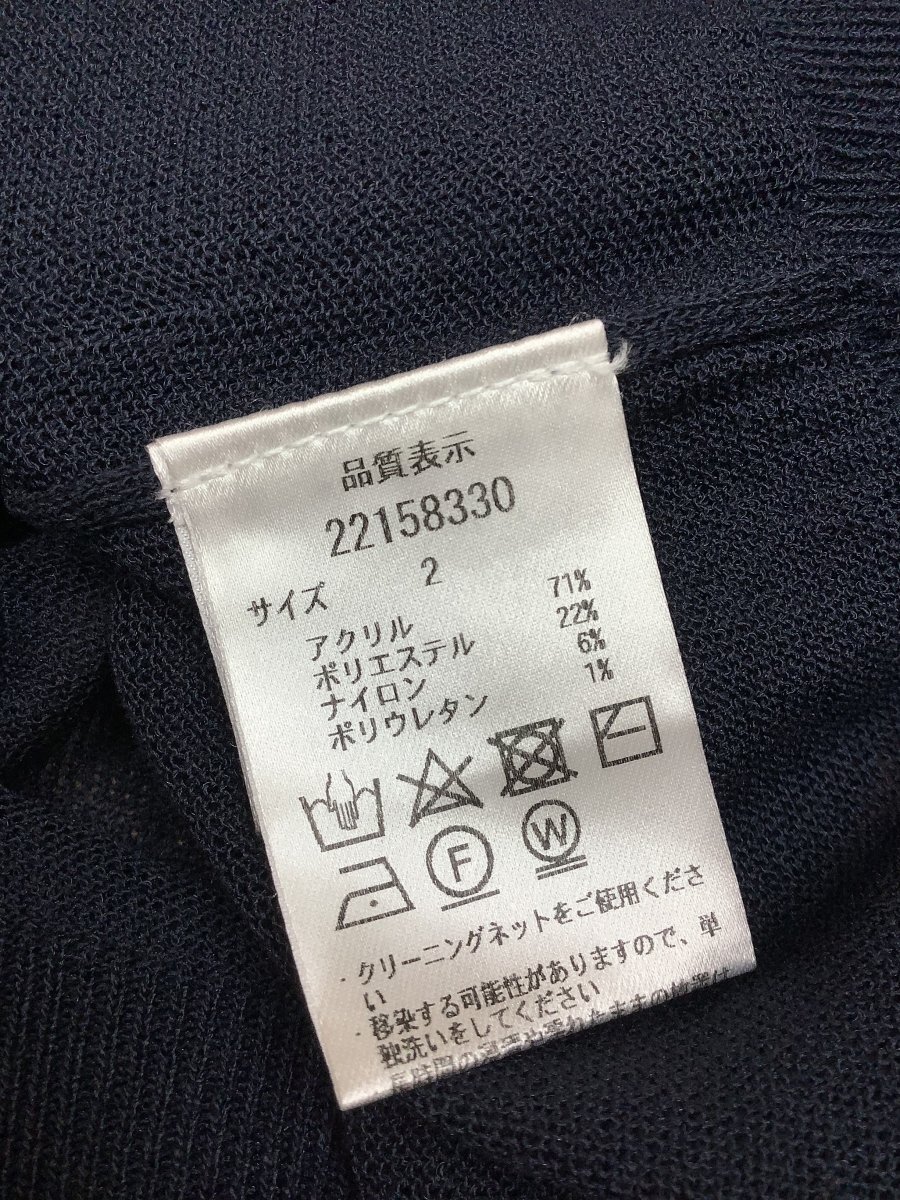 品質表示
22158330
サイズ 2
アクリル 71%
ポリエステル 22%
ナイロン 6%
ポリウレタン 1%
F W
・クリーニングネットをご使用くださ
い
・移染する可能性がありますので、単
独洗いをしてください